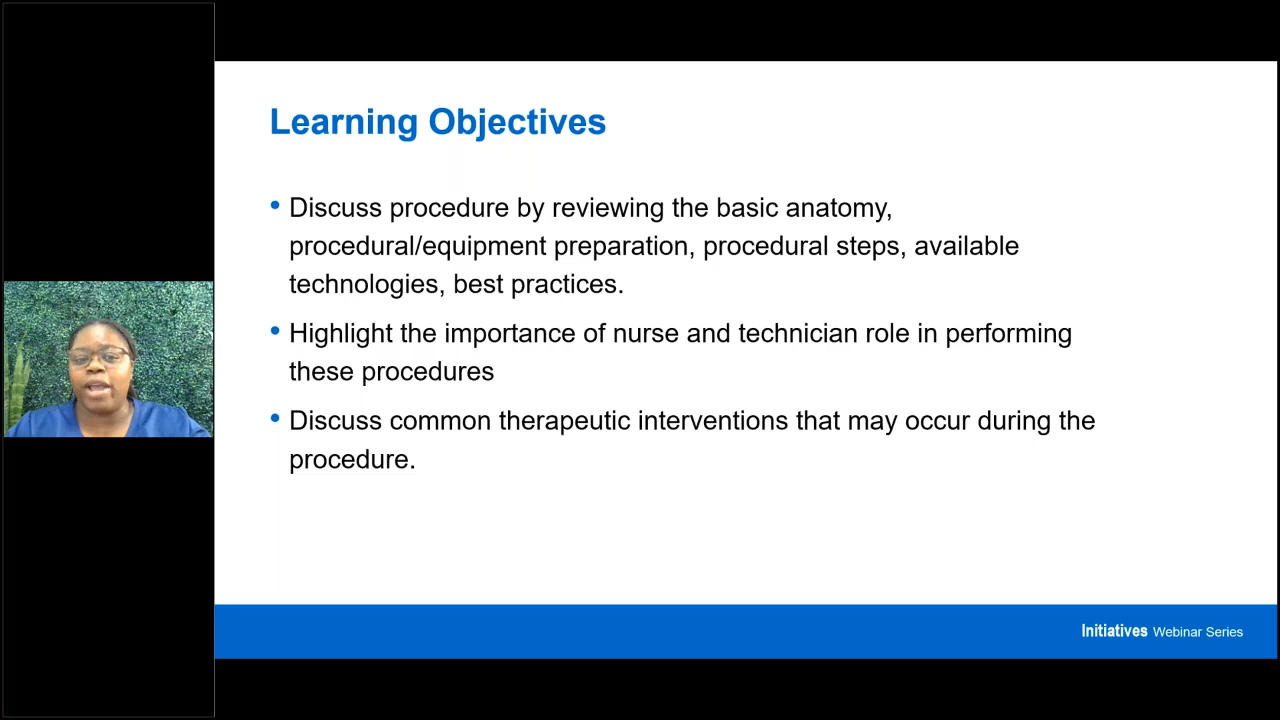 Learning Objectives
• Discuss procedure by reviewing the basic anatomy,
procedural/equipment preparation, procedural steps, available
technologies, best practices.
• Highlight the importance of nurse and technician role in performing
these procedures
• Discuss common therapeutic interventions that may occur during the
procedure.
Initiatives Webinar Series